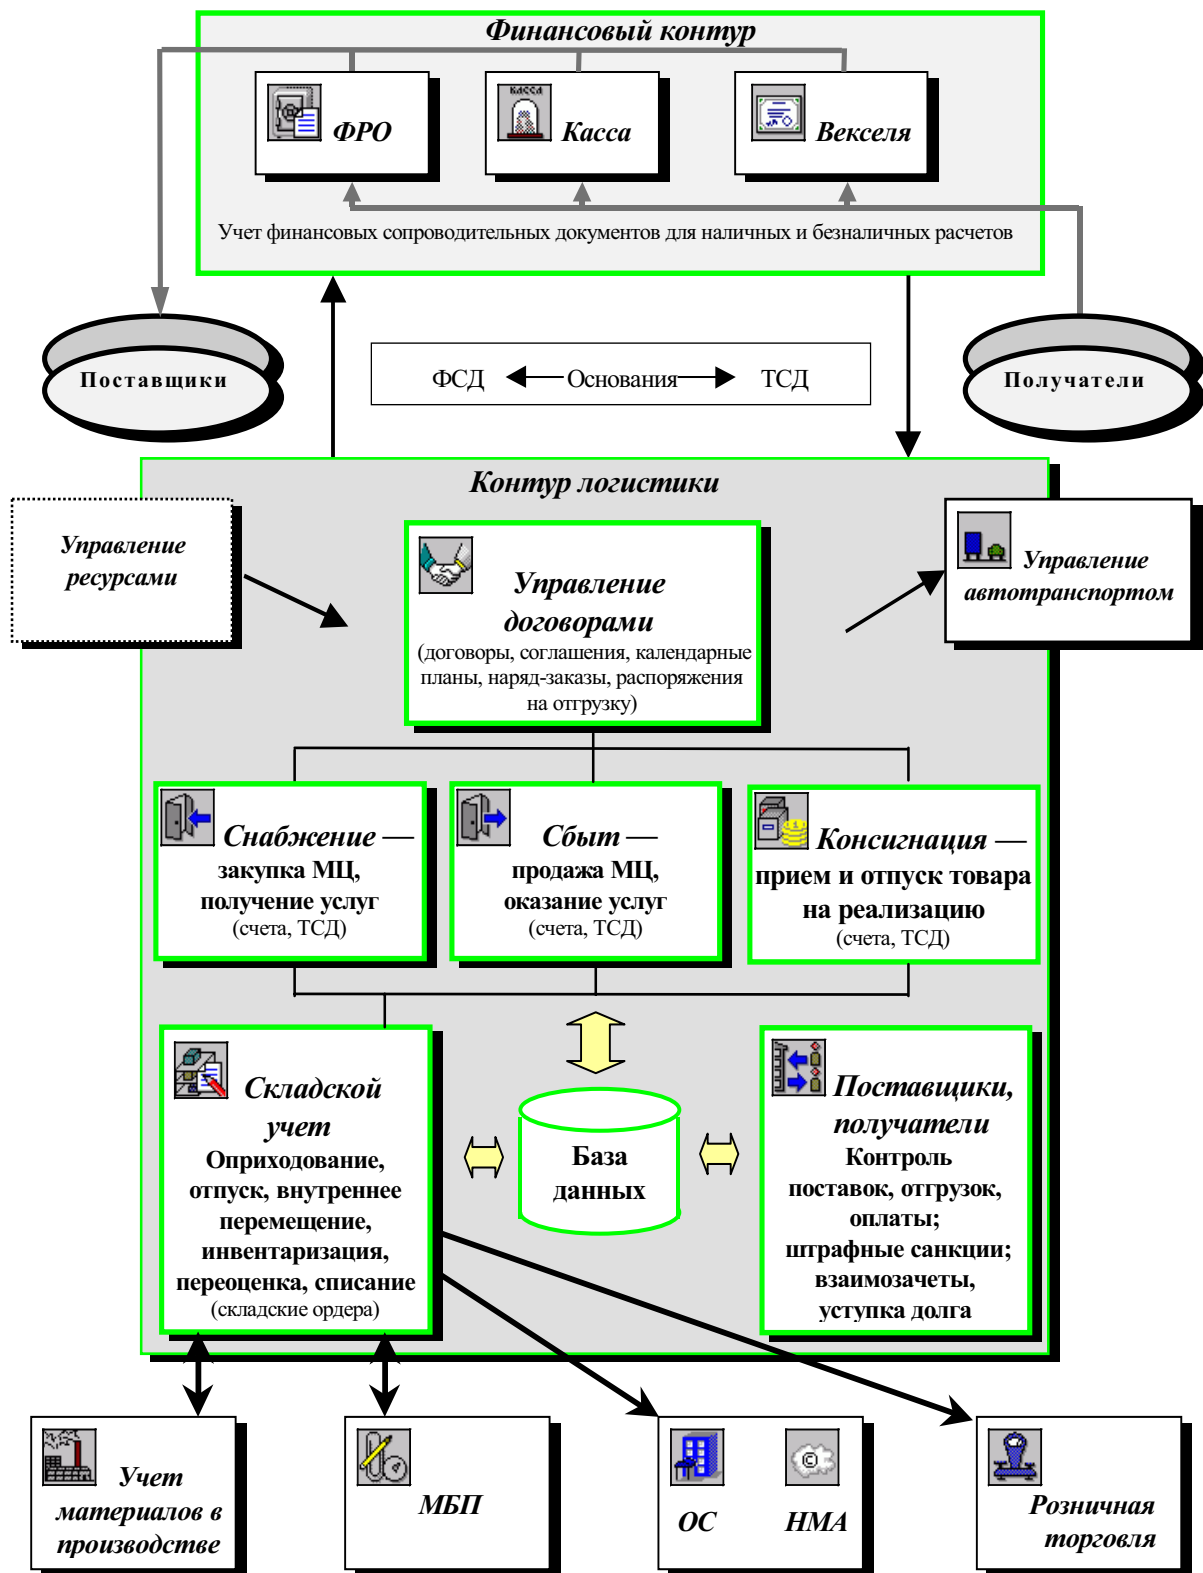 Финансовый контур
КАССА
ФРО
Касса
Векселя
Учет финансовых сопроводительных документов для наличных и безналичных расчетов
Поставщики
ФСД
Основания
ТСД
Получатели
Контур логистики
Управление
ресурсами
Управление
автотранспортом
Управление
договорами
(договоры, соглашения, календарные
планы, наряд-заказы, распоряжения
на отгрузку)
Снабжение —
закупка МЦ,
получение услуг
(счета, ТСД)
Сбыт —
продажа МЦ,
оказание услуг
(счета, ТСД)
Консигнация —
прием и отпуск товара
на реализацию
(счета, ТСД)
Складской
учет
Оприходование,
отпуск, внутреннее
перемещение,
инвентаризация,
переоценка, списание
(складские ордера)
База
данных
Поставщики,
получатели
Контроль
поставок, отгрузок,
оплаты;
штрафные санкции;
взаимозачеты,
уступка долга
Учет
материалов в
производстве
МБП
©
ОС
НМА
Розничная
торговля